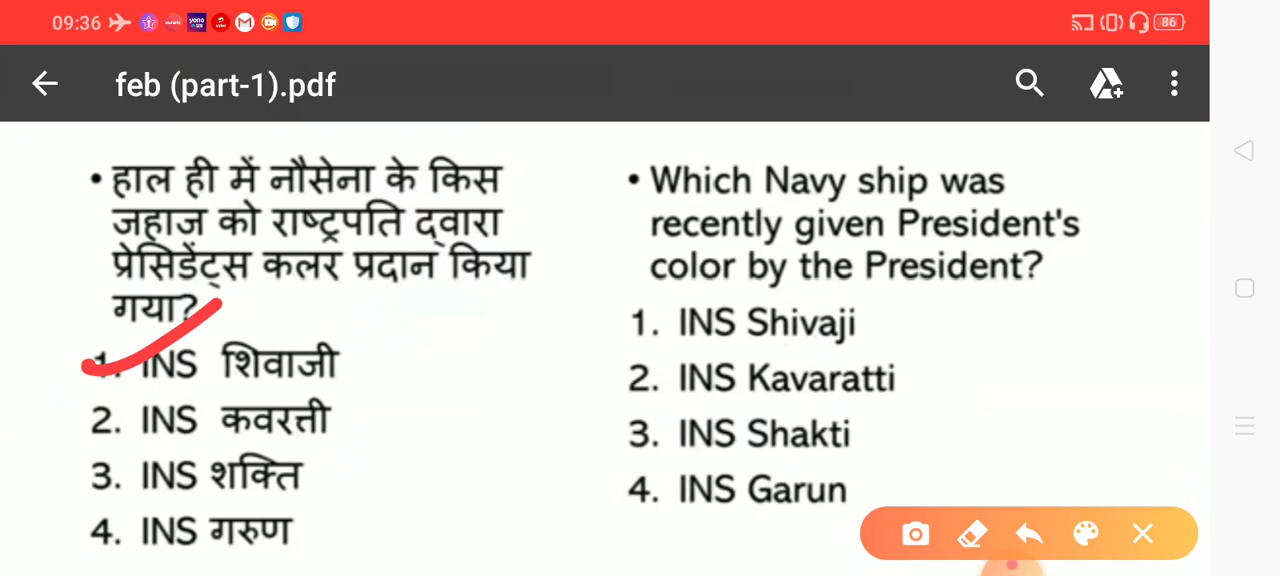 09:36
86
feb (part-1).pdf
• हाल ही में नौसेना के किस
जहाज को राष्ट्रपति द्वारा
प्रेसिडेंट्स कलर प्रदान किया
गया?
1. INS शिवाजी
2. INS कवरत्ती
3. INS शक्ति
4. INS गरुण
• Which Navy ship was
recently given President's
color by the President?
1. INS Shivaji
2. INS Kavaratti
3. INS Shakti
4. INS Garun